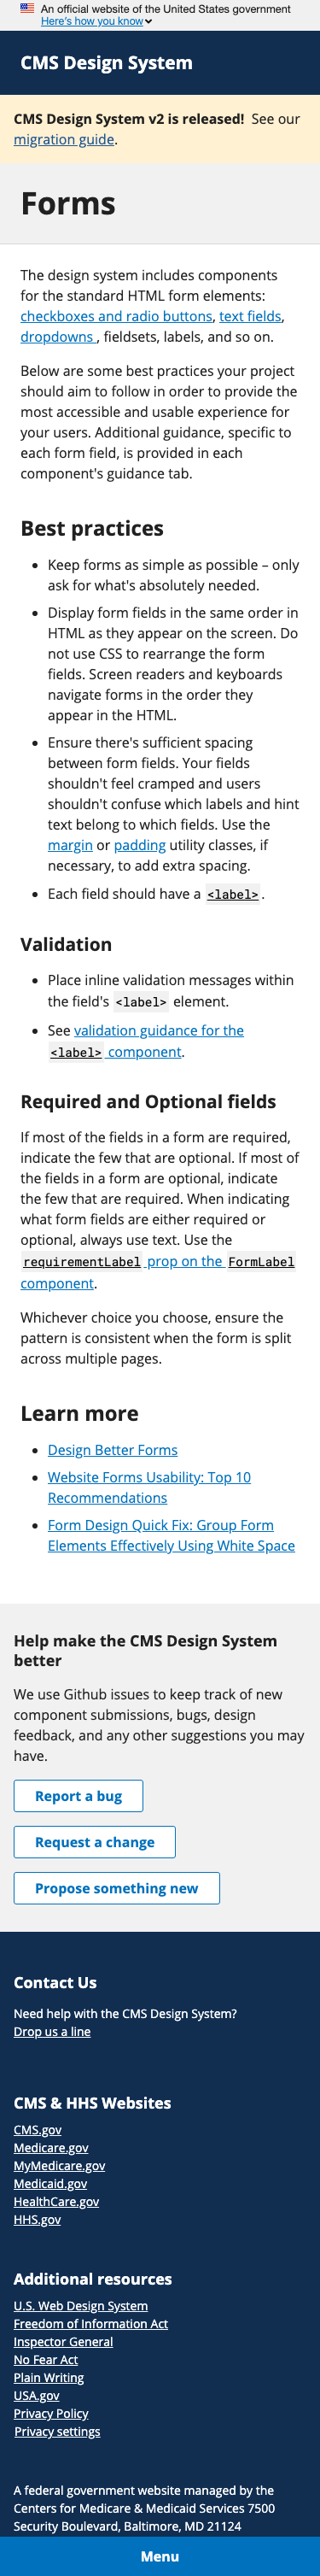 An official website of the United States government
Here's how you know
CMS Design System
CMS Design System v2 is released! See our
migration guide.
Forms
The design system includes components
for the standard HTML form elements:
checkboxes and radio buttons, text fields,
dropdowns , fieldsets, labels, and so on.
Below are some best practices your project
should aim to follow in order to provide the
most accessible and usable experience for
your users. Additional guidance, specific to
each form field, is provided in each
component's guidance tab.
Best practices
• Keep forms as simple as possible – only
ask for what's absolutely needed.
• Display form fields in the same order in
HTML as they appear on the screen. Do
not use CSS to rearrange the form
fields. Screen readers and keyboards
navigate forms in the order they
appear in the HTML.
• Ensure there's sufficient spacing
between form fields. Your fields
shouldn't feel cramped and users
shouldn't confuse which labels and hint
text belong to which fields. Use the
margin or padding utility classes, if
necessary, to add extra spacing.
• Each field should have a <label>.
Validation
• Place inline validation messages within
the field's <label> element.
• See validation guidance for the
<label> component.
Required and Optional fields
If most of the fields in a form are required,
indicate the few that are optional. If most of
the fields in a form are optional, indicate
the few that are required. When indicating
what form fields are either required or
optional, always use text. Use the
requirementLabel prop on the FormLabel
component.
Whichever option you choose, ensure the
pattern is consistent when the form is split
across multiple pages.
Learn more
• Design Better Forms
• Website Forms Usability: Top 10
Recommendations
• Form Design Quick Fix: Group Form
Elements Effectively Using White Space
Help make the CMS Design System
better
We use Github issues to keep track of new
component submissions, bugs, design
feedback, and any other suggestions you may
have.
Report a bug
Request a change
Propose something new
Contact Us
Need help with the CMS Design System?
Drop us a line
CMS & HHS Websites
CMS.gov
Medicare.gov
MyMedicare.gov
Medicaid.gov
HealthCare.gov
HHS.gov
Additional resources
U.S. Web Design System
Freedom of Information Act
Inspector General
No Fear Act
Plain Writing
USA.gov
Privacy Policy
Privacy settings
A federal government website managed by the
Centers for Medicare & Medicaid Services 7500
Security Boulevard, Baltimore, MD 21124
Menu